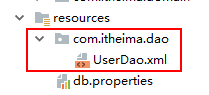 resources
com.itheima.dao
UserDao.xml
db.properties